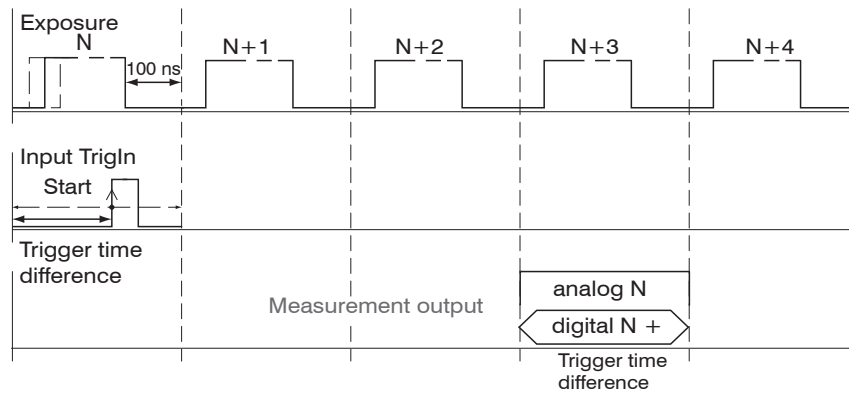 Exposure
N
N+1
N+2
N+3
N+4
100 ns
Input TrigIn
Start
Trigger time
difference
Measurement output
analog N
digital N +
Trigger time
difference